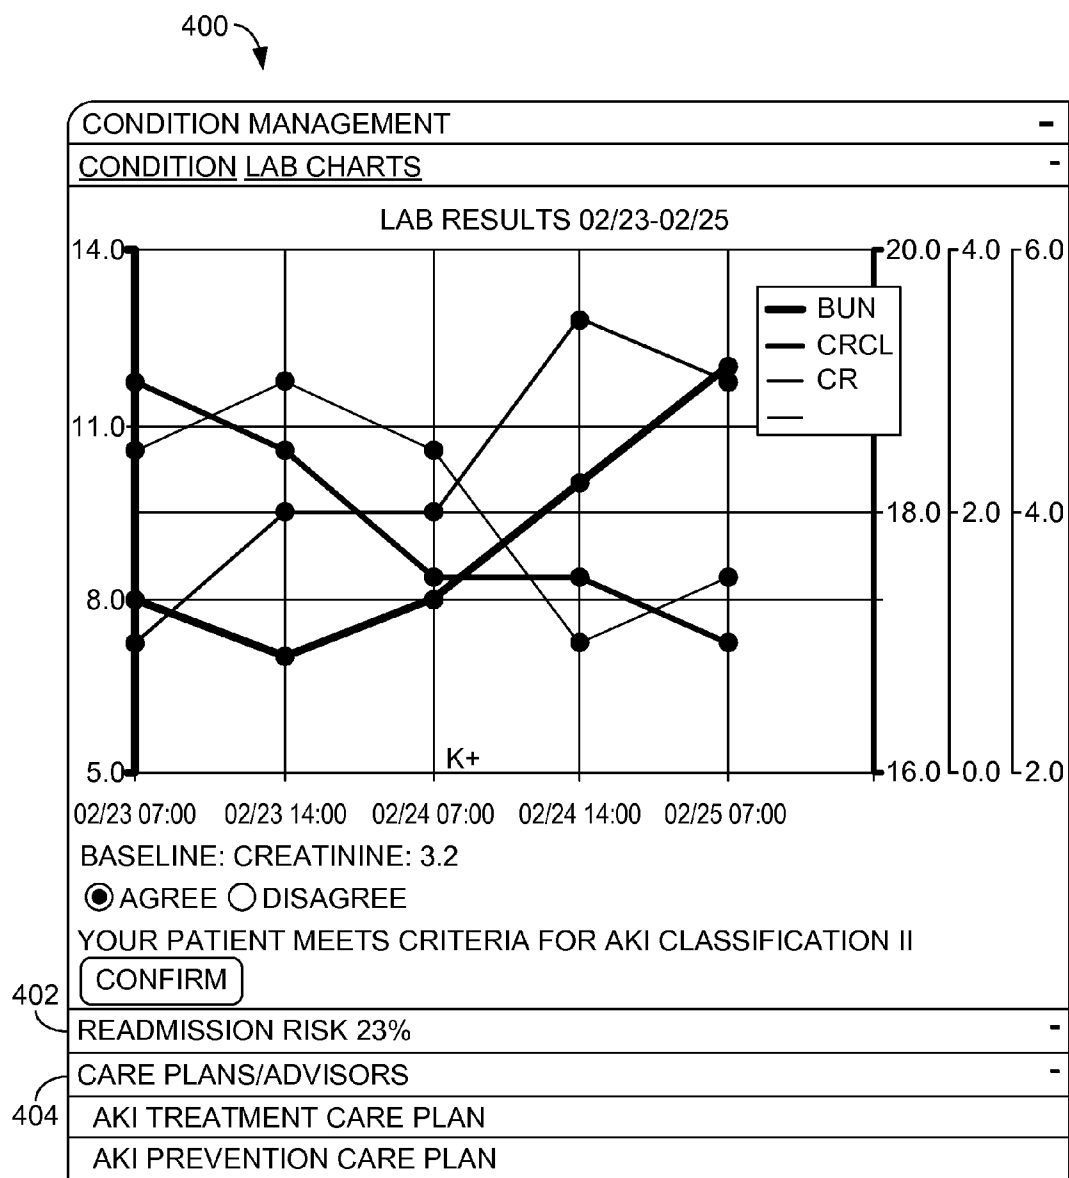 400
CONDITION MANAGEMENT -
CONDITION LAB CHARTS -
LAB RESULTS 02/23-02/25
14.0 20.0 4.0 6.0
BUN
CRCL
CR
11.0
18.0 2.0 4.0
8.0
K+
5.0 16.0 0.0 2.0
02/23 07:00 02/23 14:00 02/24 07:00 02/24 14:00 02/25 07:00
BASELINE: CREATININE: 3.2
AGREE DISAGREE
YOUR PATIENT MEETS CRITERIA FOR AKI CLASSIFICATION II
CONFIRM
402
READMISSION RISK 23% -
CARE PLANS/ADVISORS -
404
AKI TREATMENT CARE PLAN
AKI PREVENTION CARE PLAN